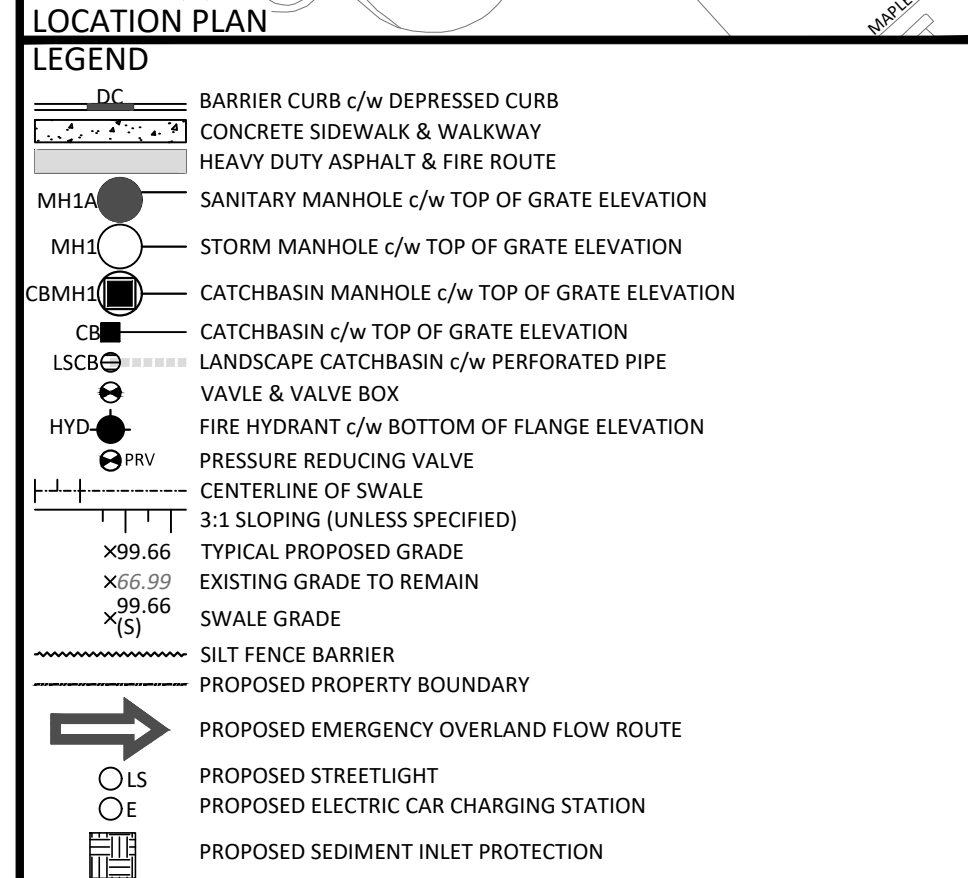 LOCATION PLAN
MAPLE
LEGEND
DC BARRIER CURB c/w DEPRESSED CURB
CONCRETE SIDEWALK & WALKWAY
HEAVY DUTY ASPHALT & FIRE ROUTE
MH1A SANITARY MANHOLE c/w TOP OF GRATE ELEVATION
MH1 STORM MANHOLE c/w TOP OF GRATE ELEVATION
CBMH1 CATCHBASIN MANHOLE c/w TOP OF GRATE ELEVATION
CB CATCHBASIN c/w TOP OF GRATE ELEVATION
LSCB LANDSCAPE CATCHBASIN c/w PERFORATED PIPE
VAVLE & VALVE BOX
HYD FIRE HYDRANT c/w BOTTOM OF FLANGE ELEVATION
PRV PRESSURE REDUCING VALVE
CENTERLINE OF SWALE
3:1 SLOPING (UNLESS SPECIFIED)
×99.66 TYPICAL PROPOSED GRADE
×66.99 EXISTING GRADE TO REMAIN
×99.66
(S) SWALE GRADE
SILT FENCE BARRIER
PROPOSED PROPERTY BOUNDARY
PROPOSED EMERGENCY OVERLAND FLOW ROUTE
LS PROPOSED STREETLIGHT
E PROPOSED ELECTRIC CAR CHARGING STATION
PROPOSED SEDIMENT INLET PROTECTION